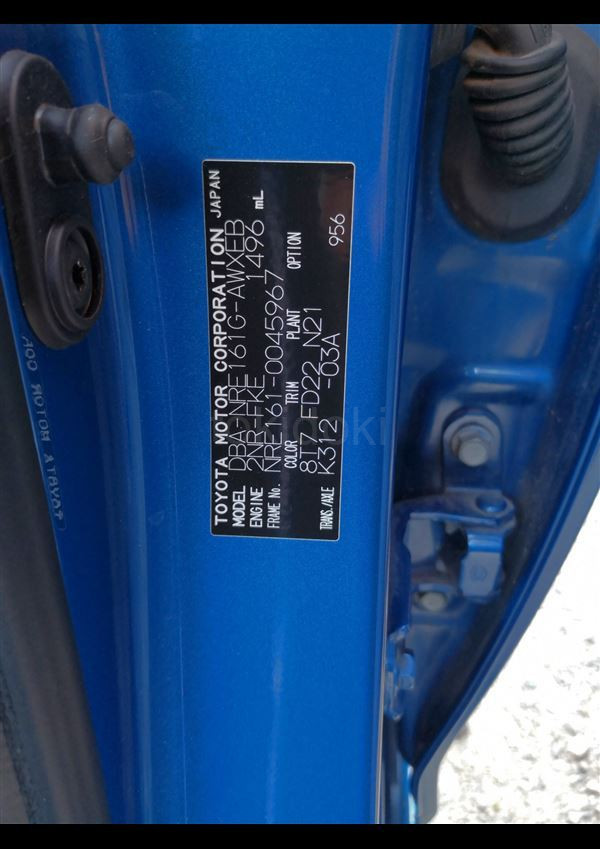 TOYOTA MOTOR CORPORATION JAPAN
MODEL DBA-NRE161G-AWXEB
ENGINE 2NR-FKE 1496 mL
FRAME No. NRE161-0045967
COLOR TRIM PLANT OPTION
8T7 FD22 N21 956
TRANS./AXLE K312 -03A